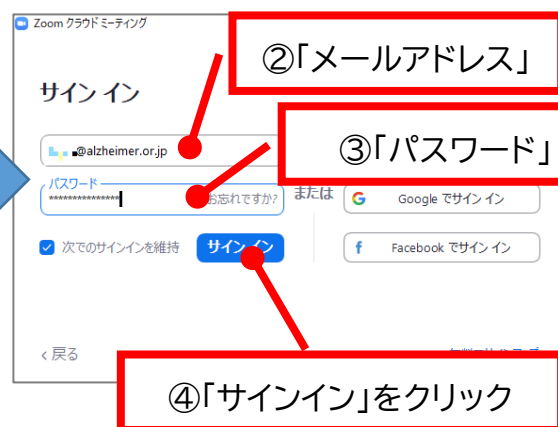 Zoom クラウド ミーティング
②「メールアドレス」
サイン イン
@alzheimer.or.jp
③「パスワード」
パスワード
***************
お忘れですか?
または
Google でサイン イン
Facebook でサイン イン
次でのサインインを維持
サイン イン
戻る
④「サインイン」をクリック